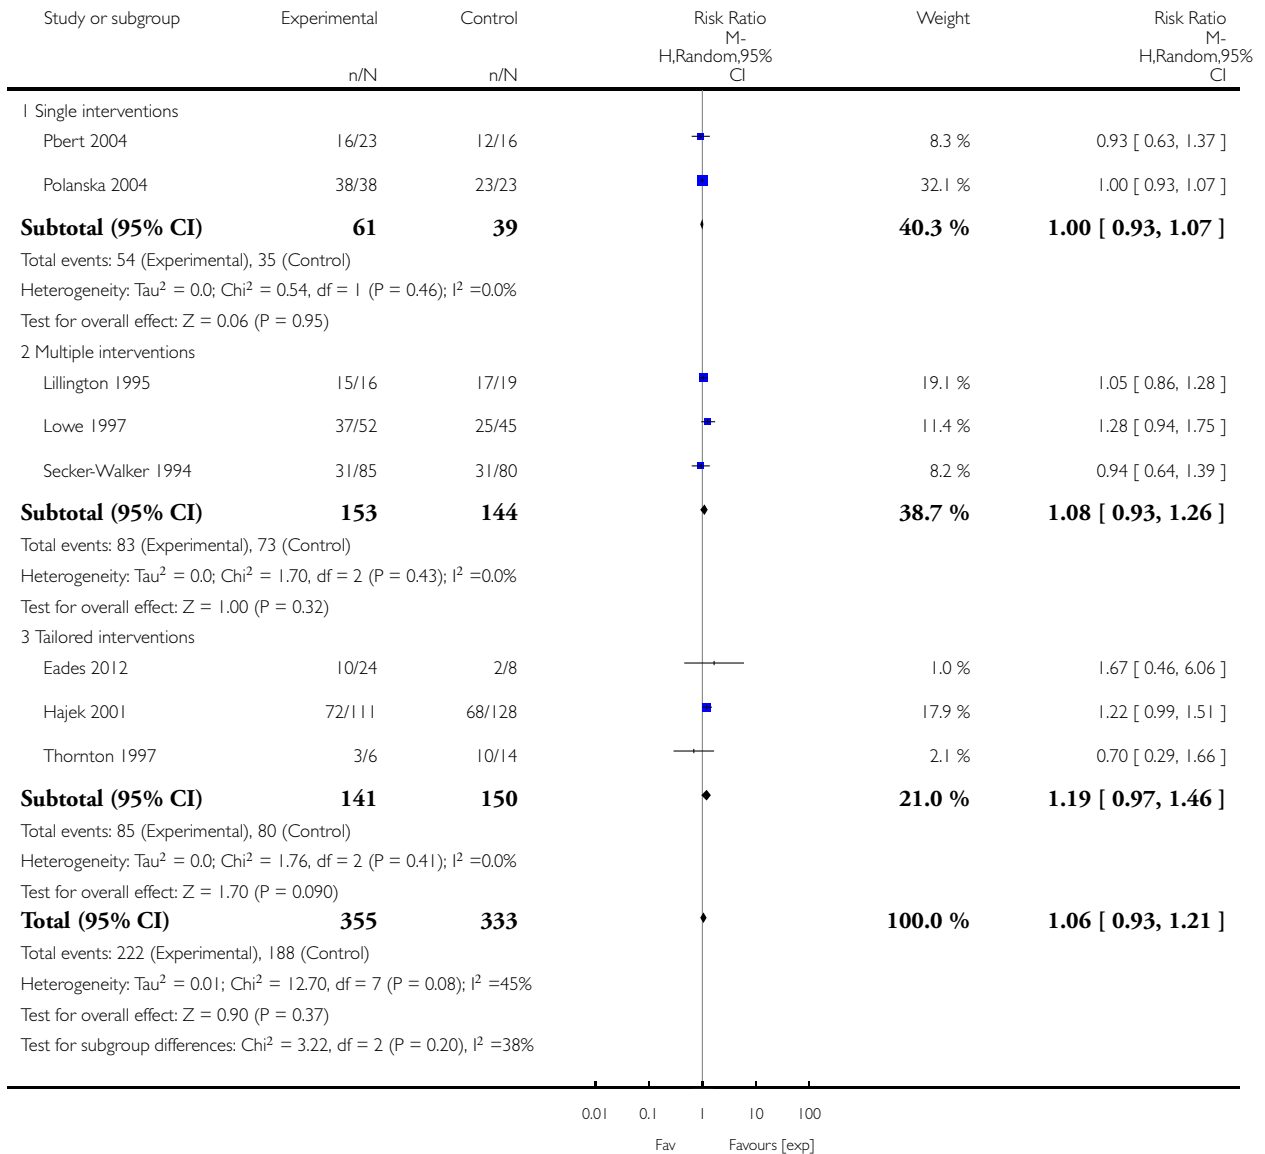 Study or subgroup Experimental Control Risk Ratio Weight Risk Ratio
M- M-
H,Random,95% H,Random,95%
n/N n/N CI CI
1 Single interventions
Pbert 2004 16/23 12/16 8.3 % 0.93 [ 0.63, 1.37 ]
Polanska 2004 38/38 23/23 32.1 % 1.00 [ 0.93, 1.07 ]
Subtotal (95% CI) 61 39 40.3 % 1.00 [ 0.93, 1.07 ]
Total events: 54 (Experimental), 35 (Control)
Heterogeneity: Tau² = 0.0; Chi² = 0.54, df = 1 (P = 0.46); I² =0.0%
Test for overall effect: Z = 0.06 (P = 0.95)
2 Multiple interventions
Lillington 1995 15/16 17/19 19.1 % 1.05 [ 0.86, 1.28 ]
Lowe 1997 37/52 25/45 11.4 % 1.28 [ 0.94, 1.75 ]
Secker-Walker 1994 31/85 31/80 8.2 % 0.94 [ 0.64, 1.39 ]
Subtotal (95% CI) 153 144 38.7 % 1.08 [ 0.93, 1.26 ]
Total events: 83 (Experimental), 73 (Control)
Heterogeneity: Tau² = 0.0; Chi² = 1.70, df = 2 (P = 0.43); I² =0.0%
Test for overall effect: Z = 1.00 (P = 0.32)
3 Tailored interventions
Eades 2012 10/24 2/8 1.0 % 1.67 [ 0.46, 6.06 ]
Hajek 2001 72/111 68/128 17.9 % 1.22 [ 0.99, 1.51 ]
Thornton 1997 3/6 10/14 2.1 % 0.70 [ 0.29, 1.66 ]
Subtotal (95% CI) 141 150 21.0 % 1.19 [ 0.97, 1.46 ]
Total events: 85 (Experimental), 80 (Control)
Heterogeneity: Tau² = 0.0; Chi² = 1.76, df = 2 (P = 0.41); I² =0.0%
Test for overall effect: Z = 1.70 (P = 0.090)
Total (95% CI) 355 333 100.0 % 1.06 [ 0.93, 1.21 ]
Total events: 222 (Experimental), 188 (Control)
Heterogeneity: Tau² = 0.01; Chi² = 12.70, df = 7 (P = 0.08); I² =45%
Test for overall effect: Z = 0.90 (P = 0.37)
Test for subgroup differences: Chi² = 3.22, df = 2 (P = 0.20), I² =38%
0.01 0.1 1 10 100
Fav Favours [exp]